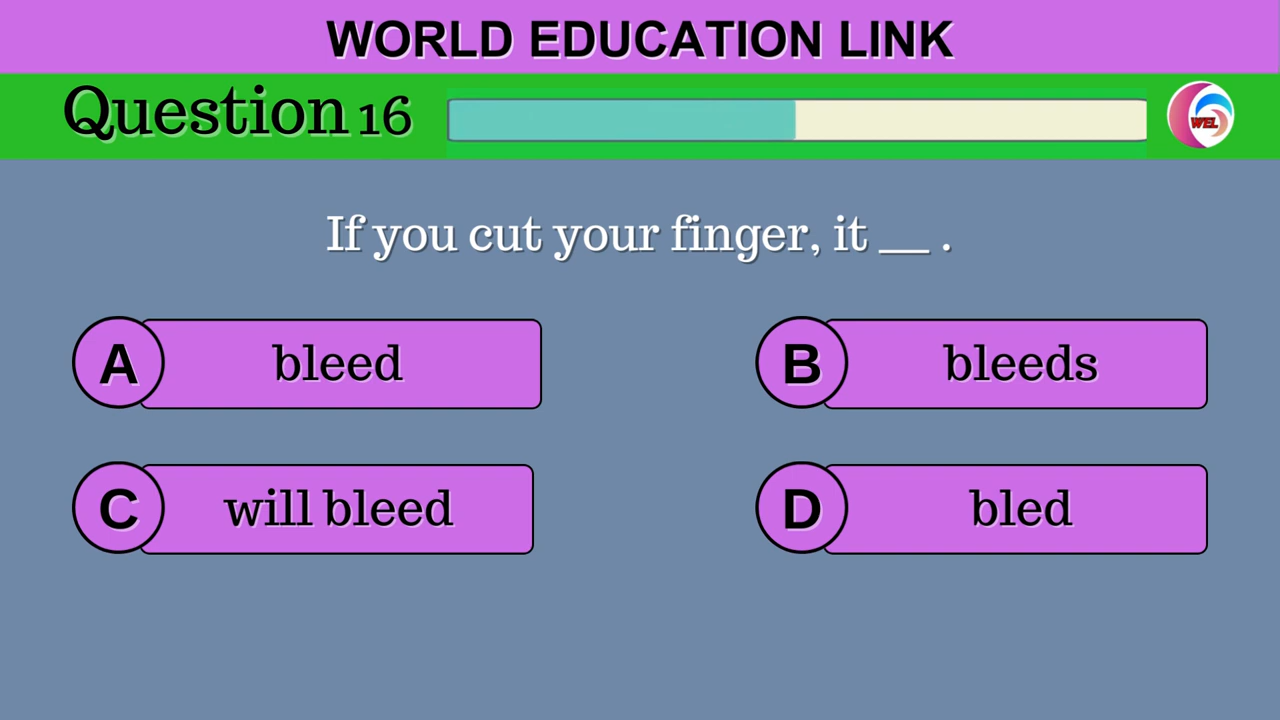 WORLD EDUCATION LINK
Question 16
WEL
If you cut your finger, it __ .
A bleed
B bleeds
C will bleed
D bled